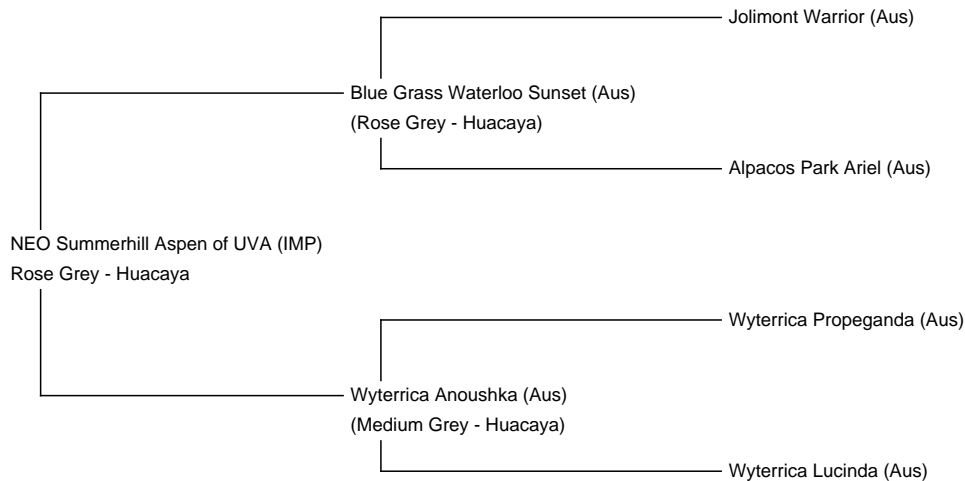 Jolimont Warrior (Aus)
Blue Grass Waterloo Sunset (Aus)
(Rose Grey - Huacaya)
Alpacos Park Ariel (Aus)
NEO Summerhill Aspen of UVA (IMP)
Rose Grey - Huacaya
Wyterrica Propeganda (Aus)
Wyterrica Anoushka (Aus)
(Medium Grey - Huacaya)
Wyterrica Lucinda (Aus)